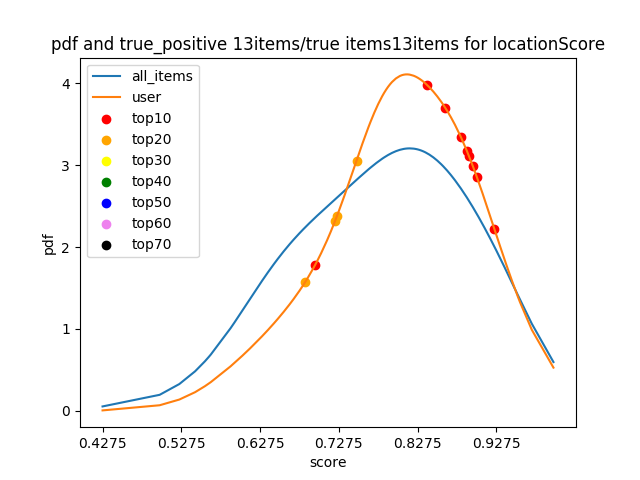 pdf and true_positive 13items/true items13items for locationScore
all_items
user
top10
top20
top30
top40
top50
top60
top70
pdf
4
3
2
1
0
0.4275 0.5275 0.6275 0.7275 0.8275 0.9275
score